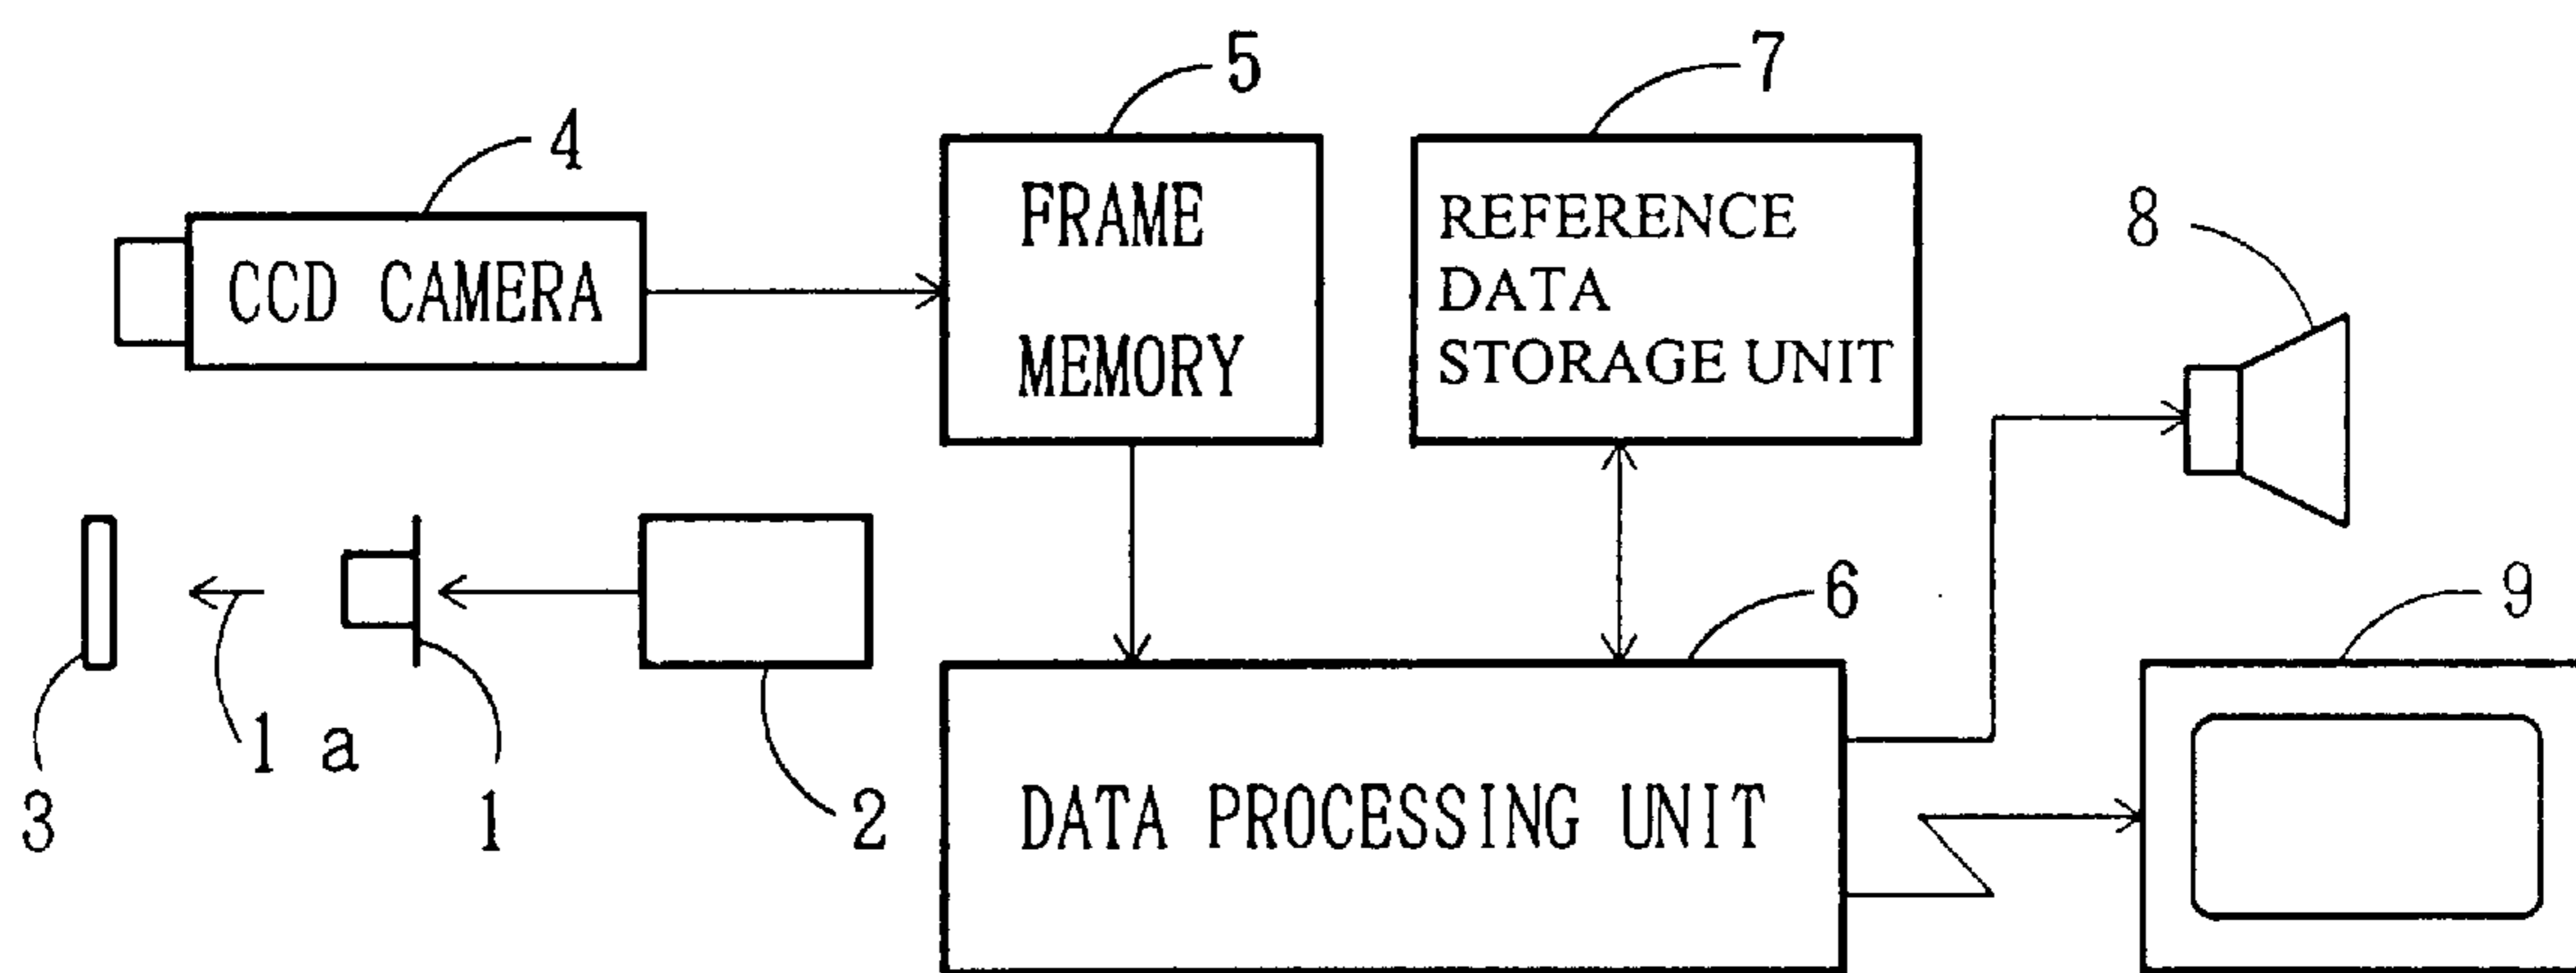 5
7
4
FRAME
MEMORY
REFERENCE
DATA
STORAGE UNIT
8
CCD CAMERA
6
9
3
1a
1
2
DATA PROCESSING UNIT